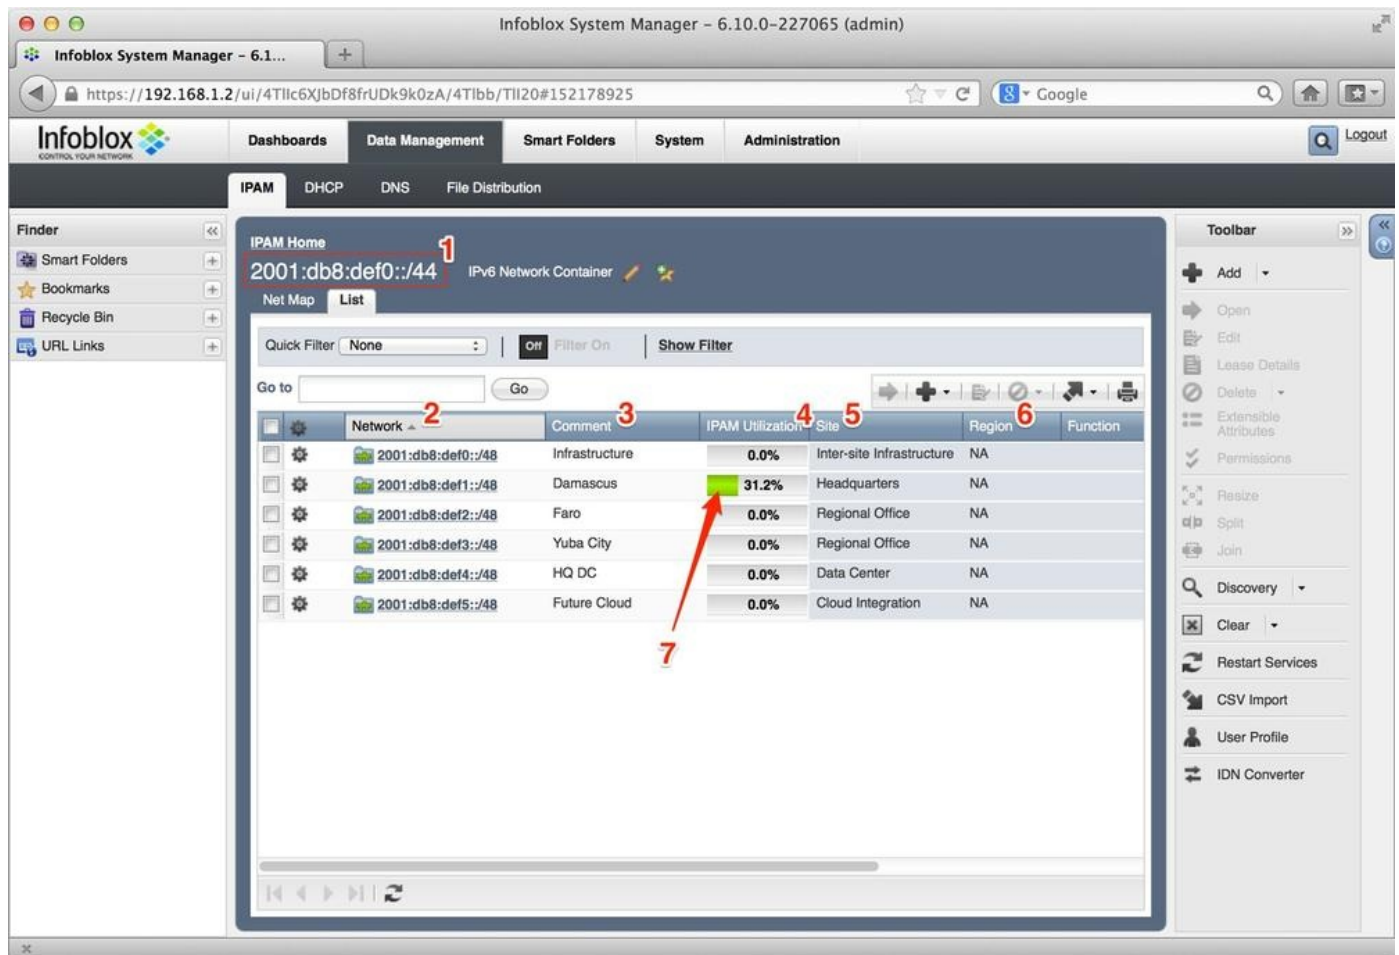 Infoblox System Manager – 6.10.0-227065 (admin)
Infoblox System Manager – 6.1...
https://192.168.1.2/ui/4TIIc6XJbDf8frUDk9k0zA/4TIbb/TII20#152178925
Google
Infoblox
CONTROL YOUR NETWORK
Dashboards Data Management Smart Folders System Administration
Logout
IPAM DHCP DNS File Distribution
Finder
Smart Folders
Bookmarks
Recycle Bin
URL Links
IPAM Home
1
2001:db8:def0::/44 IPv6 Network Container
Net Map List
Quick Filter None Off Filter On Show Filter
Go to Go
Network 2 Comment 3 IPAM Utilization 4 Site 5 Region 6 Function
2001:db8:def0::/48 Infrastructure 0.0% Inter-site Infrastructure NA
2001:db8:def1::/48 Damascus 31.2% Headquarters NA
2001:db8:def2::/48 Faro 0.0% Regional Office NA
2001:db8:def3::/48 Yuba City 0.0% Regional Office NA
2001:db8:def4::/48 HQ DC 0.0% Data Center NA
2001:db8:def5::/48 Future Cloud 0.0% Cloud Integration NA
7
Toolbar
Add
Open
Edit
Lease Details
Delete
Extensible
Attributes
Permissions
Resize
Split
Join
Discovery
Clear
Restart Services
CSV Import
User Profile
IDN Converter